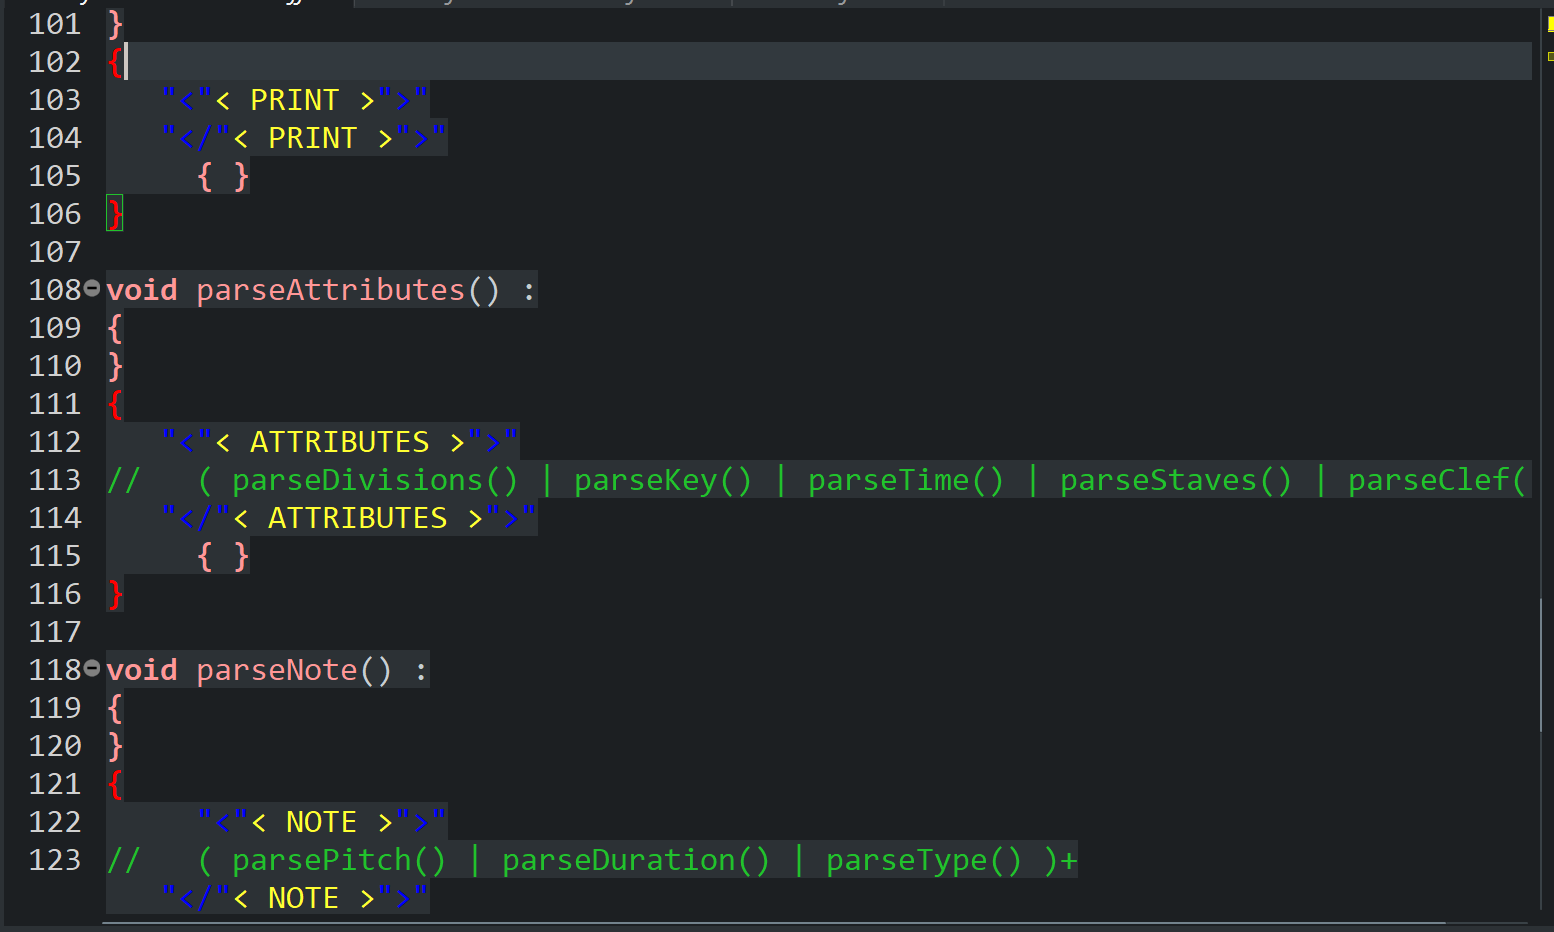 101 }
102 {
103    "<"< PRINT >">"
104    "</"< PRINT >">"
105      { }
106 }
107
108 void parseAttributes() :
109 {
110 }
111 {
112    "<"< ATTRIBUTES >">"
113 //   ( parseDivisions() | parseKey() | parseTime() | parseStaves() | parseClef(
114    "</"< ATTRIBUTES >">"
115      { }
116 }
117
118 void parseNote() :
119 {
120 }
121 {
122      "<"< NOTE >">"
123 //   ( parsePitch() | parseDuration() | parseType() )+
   "</"< NOTE >">"